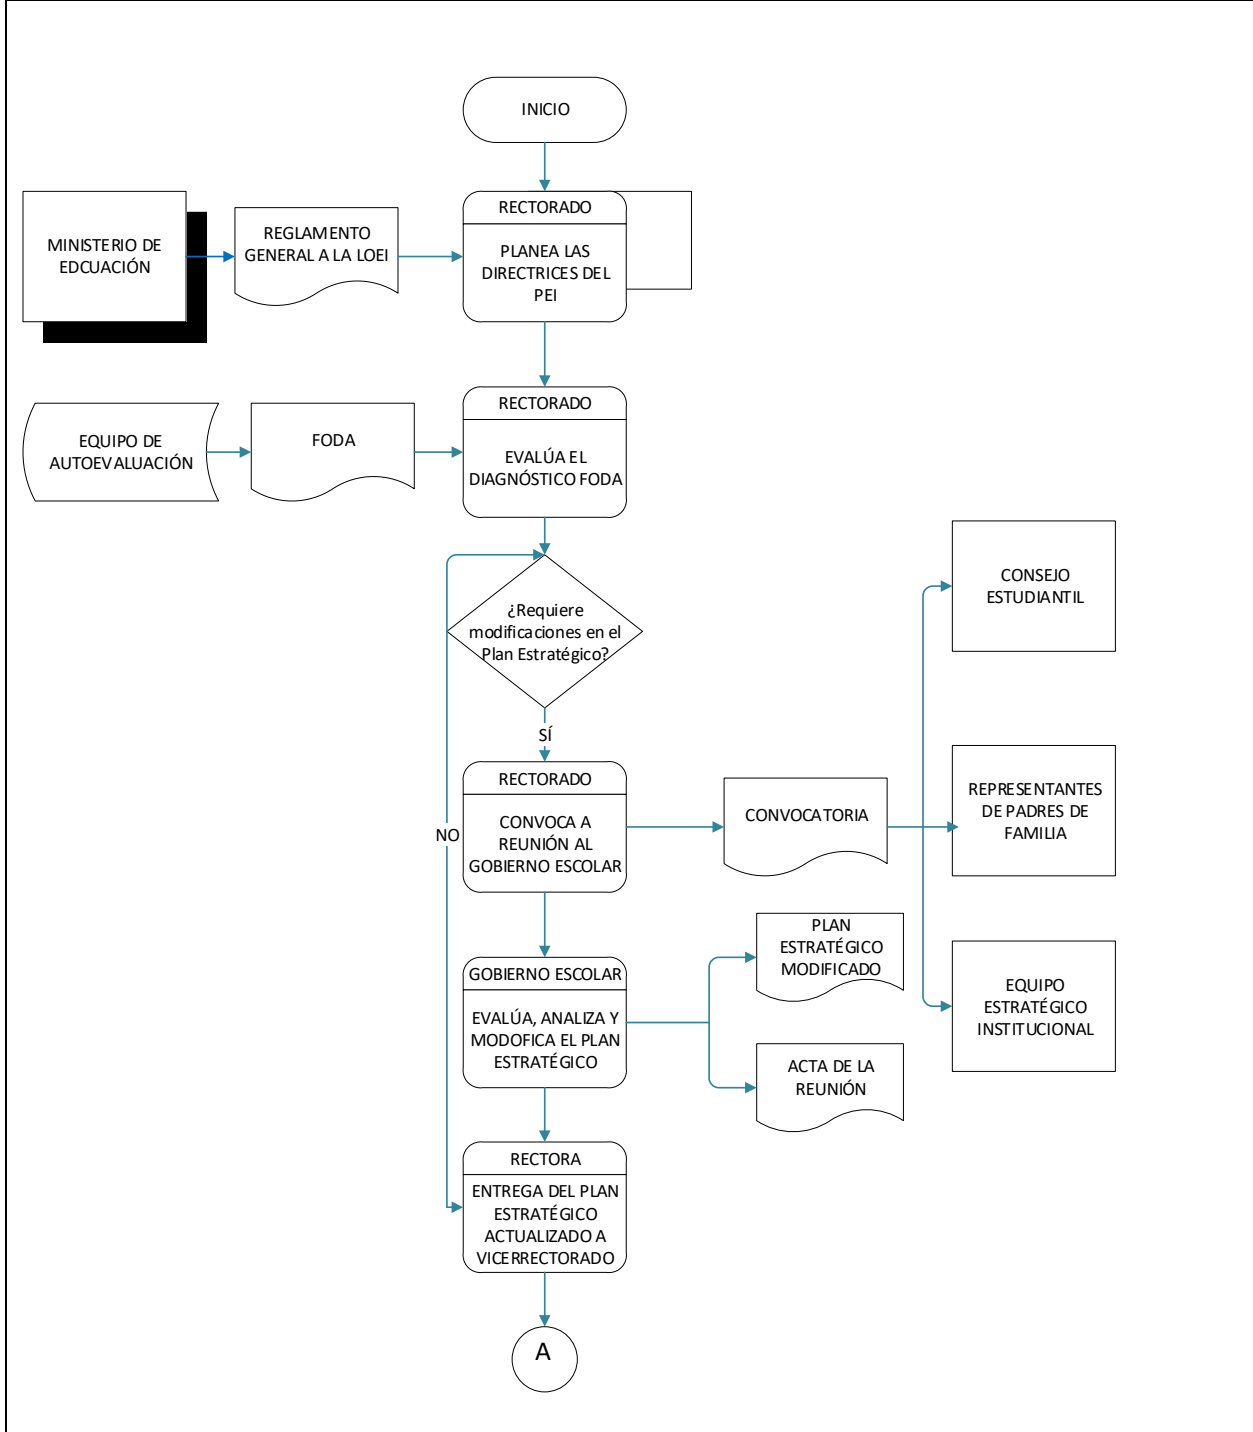 INICIO
MINISTERIO DE
EDCUACIÓN
REGLAMENTO
GENERAL A LA LOEI
RECTORADO
PLANEA LAS
DIRECTRICES DEL
PEI
EQUIPO DE
AUTOEVALUACIÓN
FODA
RECTORADO
EVALÚA EL
DIAGNÓSTICO FODA
¿Requiere
modificaciones en el
Plan Estratégico?
CONSEJO
ESTUDIANTIL
SÍ
NO
RECTORADO
CONVOCA A
REUNIÓN AL
GOBIERNO ESCOLAR
CONVOCATORIA
REPRESENTANTES
DE PADRES DE
FAMILIA
GOBIERNO ESCOLAR
EVALÚA, ANALIZA Y
MODOFICA EL PLAN
ESTRATÉGICO
PLAN
ESTRATÉGICO
MODIFICADO
ACTA DE LA
REUNIÓN
EQUIPO
ESTRATÉGICO
INSTITUCIONAL
RECTORA
ENTREGA DEL PLAN
ESTRATÉGICO
ACTUALIZADO A
VICERRECTORADO
A